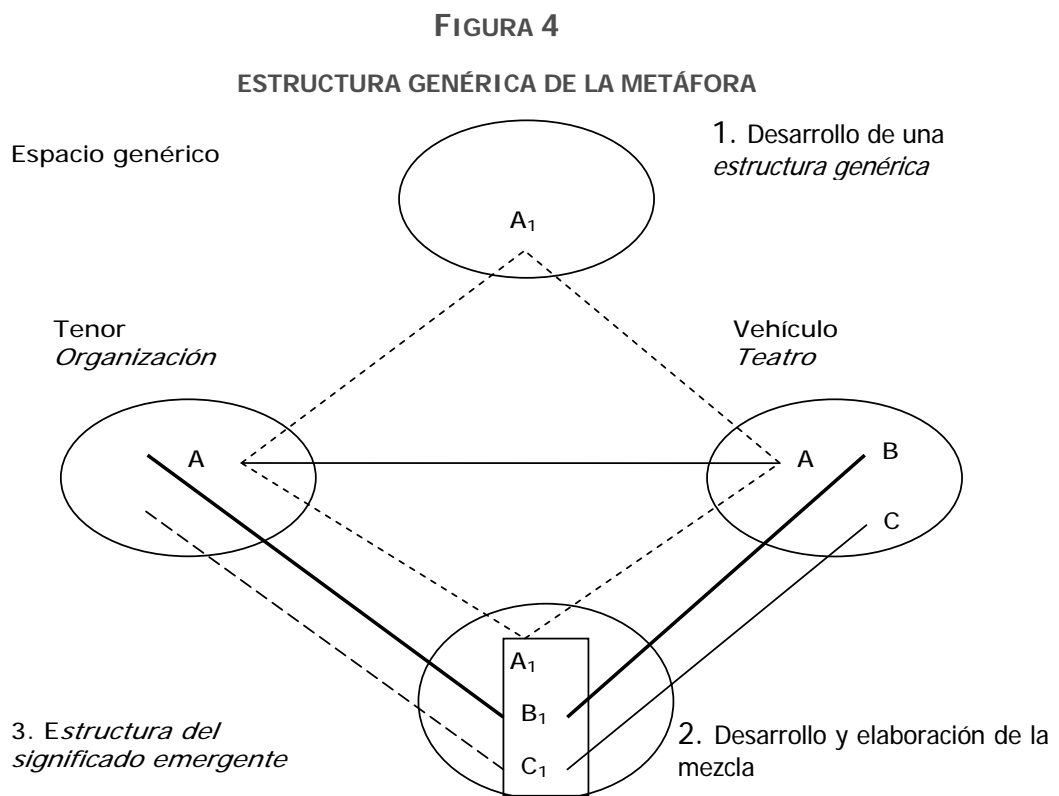 FIGURA 4
ESTRUCTURA GENÉRICA DE LA METÁFORA
Espacio genérico
1. Desarrollo de una
estructura genérica
A₁
Tenor
Organización
Vehículo
Teatro
A
A
B
C
A₁
B₁
C₁
3. Estructura del
significado emergente
2. Desarrollo y elaboración de la
mezcla